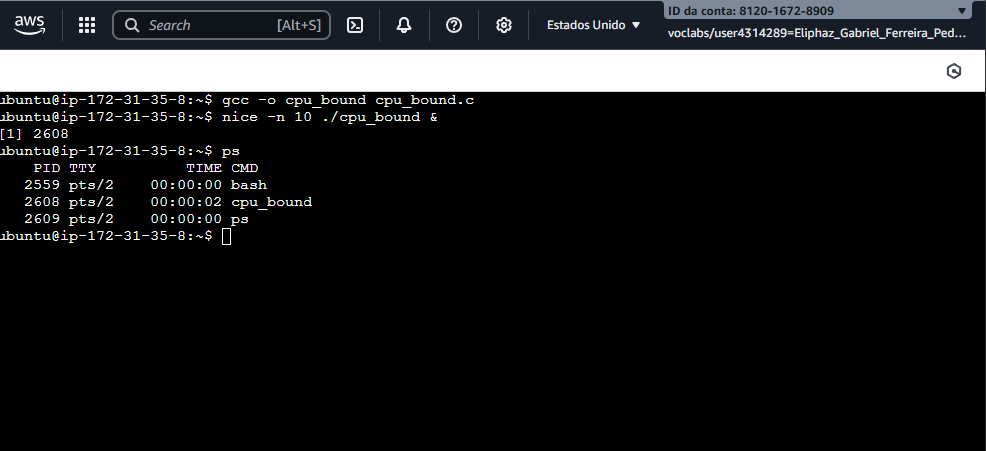 aws
Search [Alt+S]
Estados Unido
ID da conta: 8120-1672-8909
voclabs/user4314289=Eliphaz_Gabriel_Ferreira_Ped...
ubuntu@ip-172-31-35-8:~$ gcc -o cpu_bound cpu_bound.c
ubuntu@ip-172-31-35-8:~$ nice -n 10 ./cpu_bound &
[1] 2608
ubuntu@ip-172-31-35-8:~$ ps
    PID TTY          TIME CMD
   2559 pts/2    00:00:00 bash
   2608 pts/2    00:00:02 cpu_bound
   2609 pts/2    00:00:00 ps
ubuntu@ip-172-31-35-8:~$